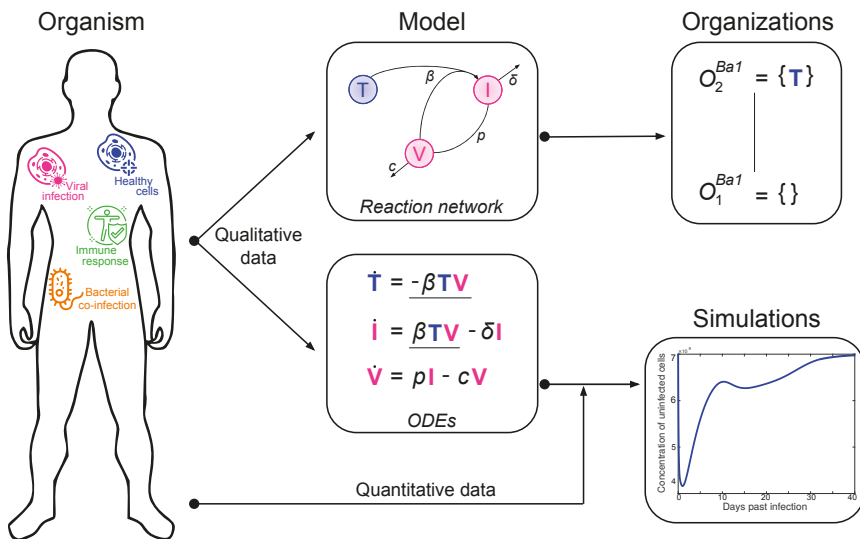 Organism
Viral
infection
Healthy
cells
Immune
response
Bacterial
co-infection
Qualitative
data
Quantitative data
Model
T
β
I
δ
p
V
c
Reaction network
Ṫ = -βTV
İ = βTV - δI
V̇ = pI - cV
ODEs
Organizations
O₂ᴮᵃ¹ = {T}
O₁ᴮᵃ¹ = {}
Simulations
Concentration of uninfected cells
7
6
5
4
0
10
20
30
40
Days past infection